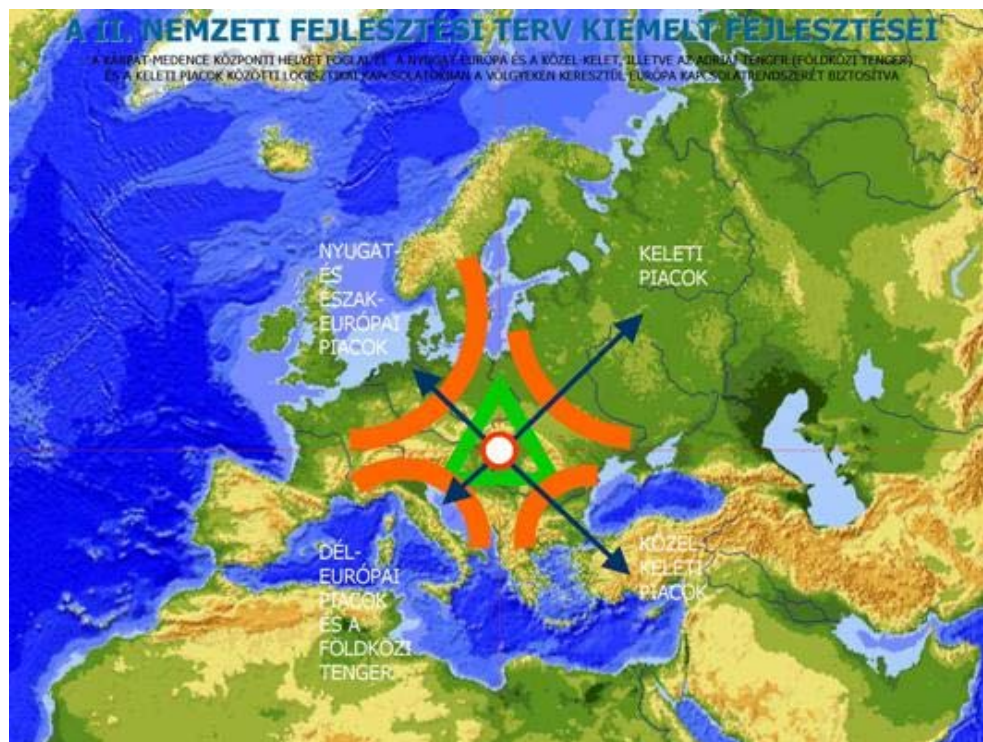 A II. NEMZETI FEJLESZTÉSI TERV KIEMELT FEJLESZTÉSEI
A KÁRPÁT-MEDENCE KÖZPONTI HELYET FOGLAL EL A NYUGAT-EURÓPA ÉS A KÖZEL-KELET, ILLETVE AZ ADRIAI TENGER (FÖLDKÖZI TENGER)
ÉS A KELETI PIACOK KÖZÖTTI LOGISZTIKAI KAPCSOLATOKBAN A VÖLGYEKEN KERESZTÜL EURÓPA KAPCSOLATRENDSZERÉT BIZTOSÍTVA
NYUGAT-
ÉS
ÉSZAK-
EURÓPAI
PIACOK
KELETI
PIACOK
DÉL-
EURÓPAI
PIACOK
ÉS A
FÖLDKÖZI
TENGER
KÖZEL-
KELETI
PIACOK